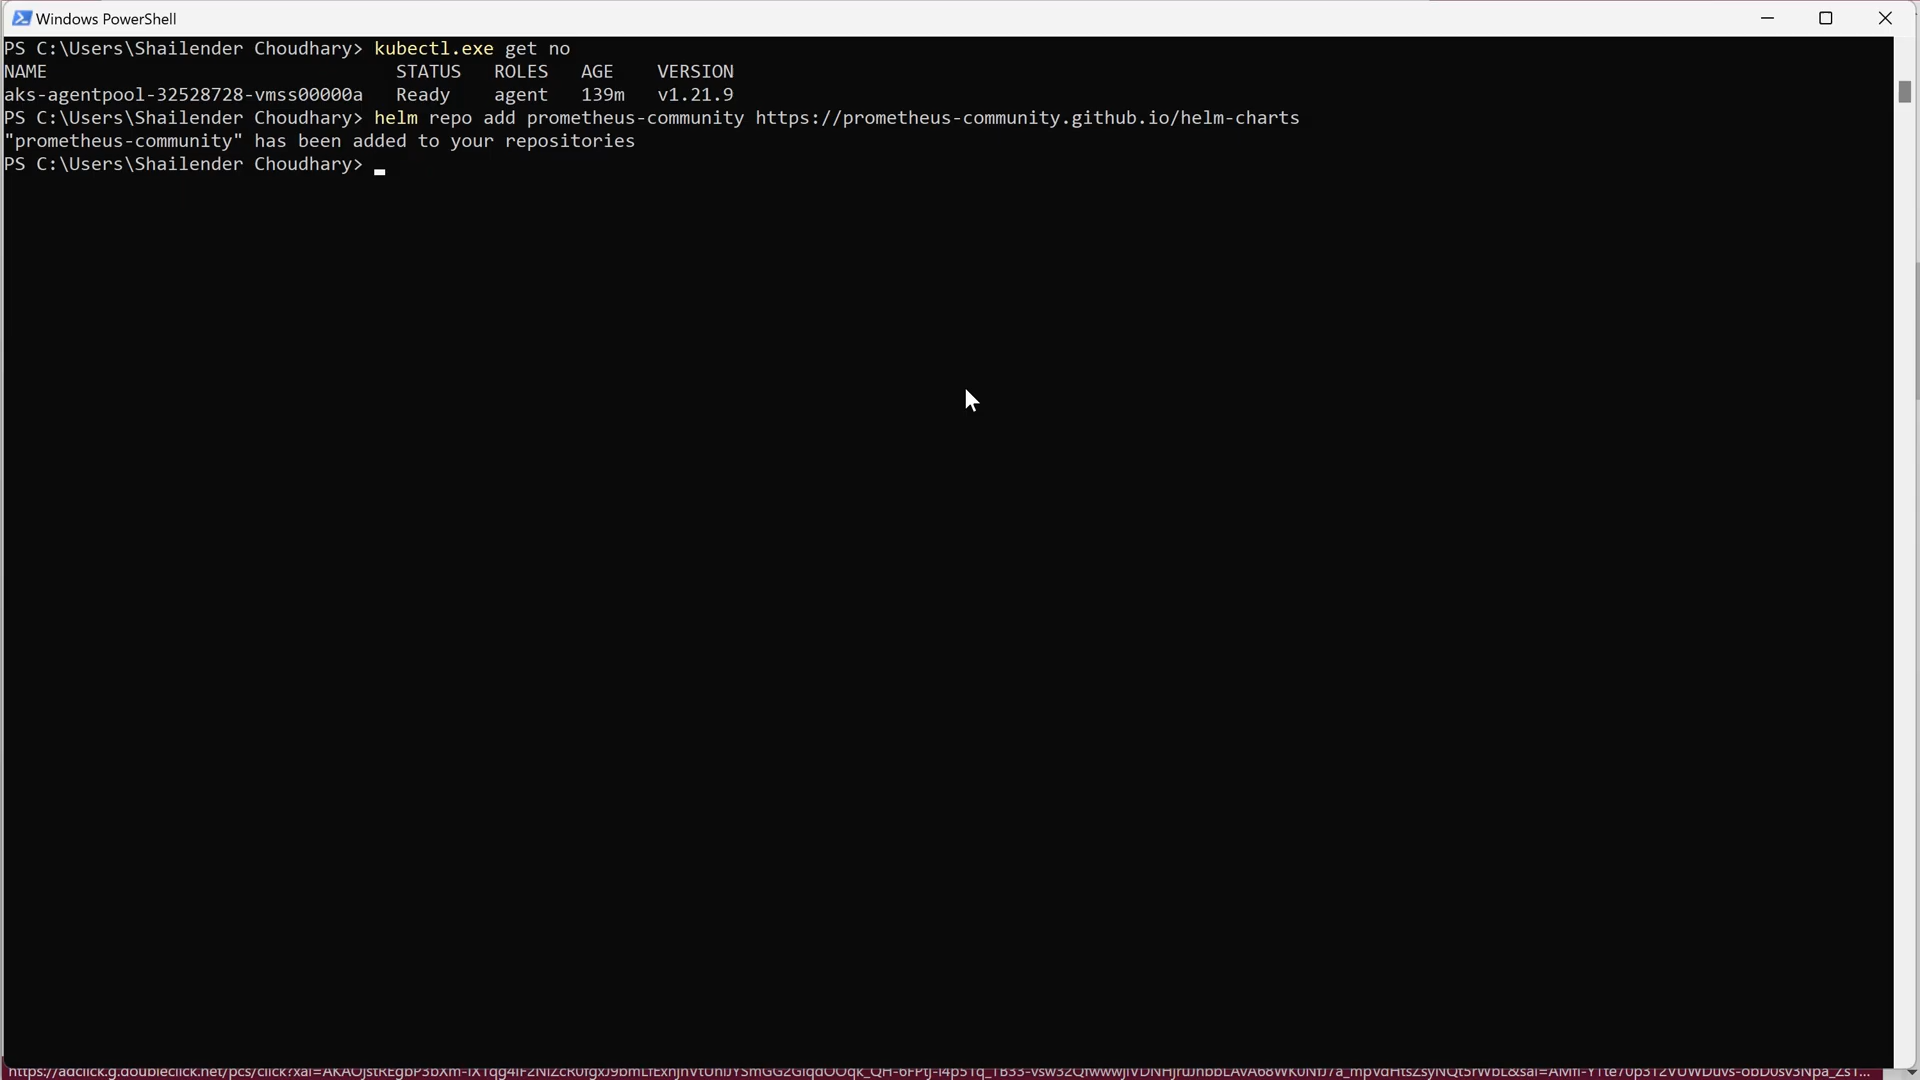 Windows PowerShell
PS C:\Users\Shailender Choudhary> kubectl.exe get no
NAME STATUS ROLES AGE VERSION
aks-agentpool-32528728-vmss00000a Ready agent 139m v1.21.9
PS C:\Users\Shailender Choudhary> helm repo add prometheus-community https://prometheus-community.github.io/helm-charts
"prometheus-community" has been added to your repositories
PS C:\Users\Shailender Choudhary>